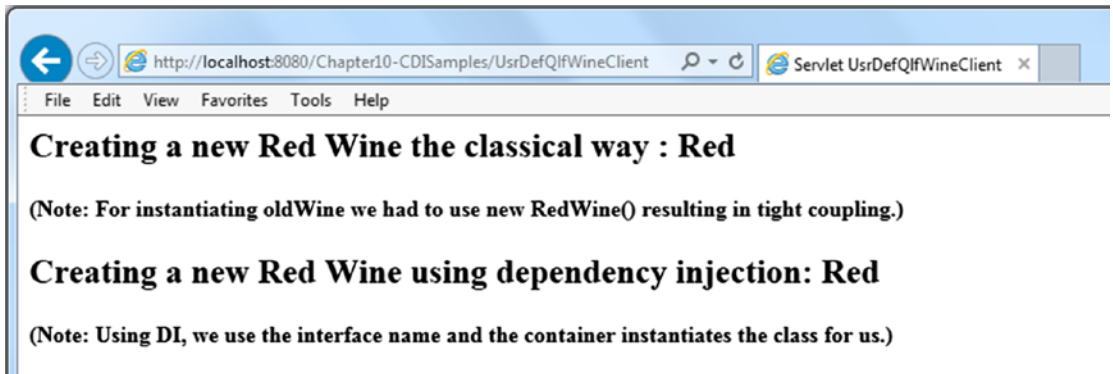 http://localhost:8080/Chapter10-CDISamples/UsrDefQlfWineClient
Servlet UsrDefQlfWineClient
File Edit View Favorites Tools Help
Creating a new Red Wine the classical way : Red
(Note: For instantiating oldWine we had to use new RedWine() resulting in tight coupling.)
Creating a new Red Wine using dependency injection: Red
(Note: Using DI, we use the interface name and the container instantiates the class for us.)